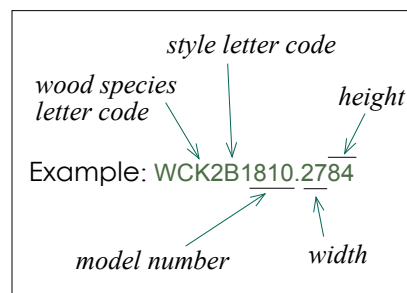 style letter code
wood species
letter code
height
Example: WCK2B1810.2784
model number
width